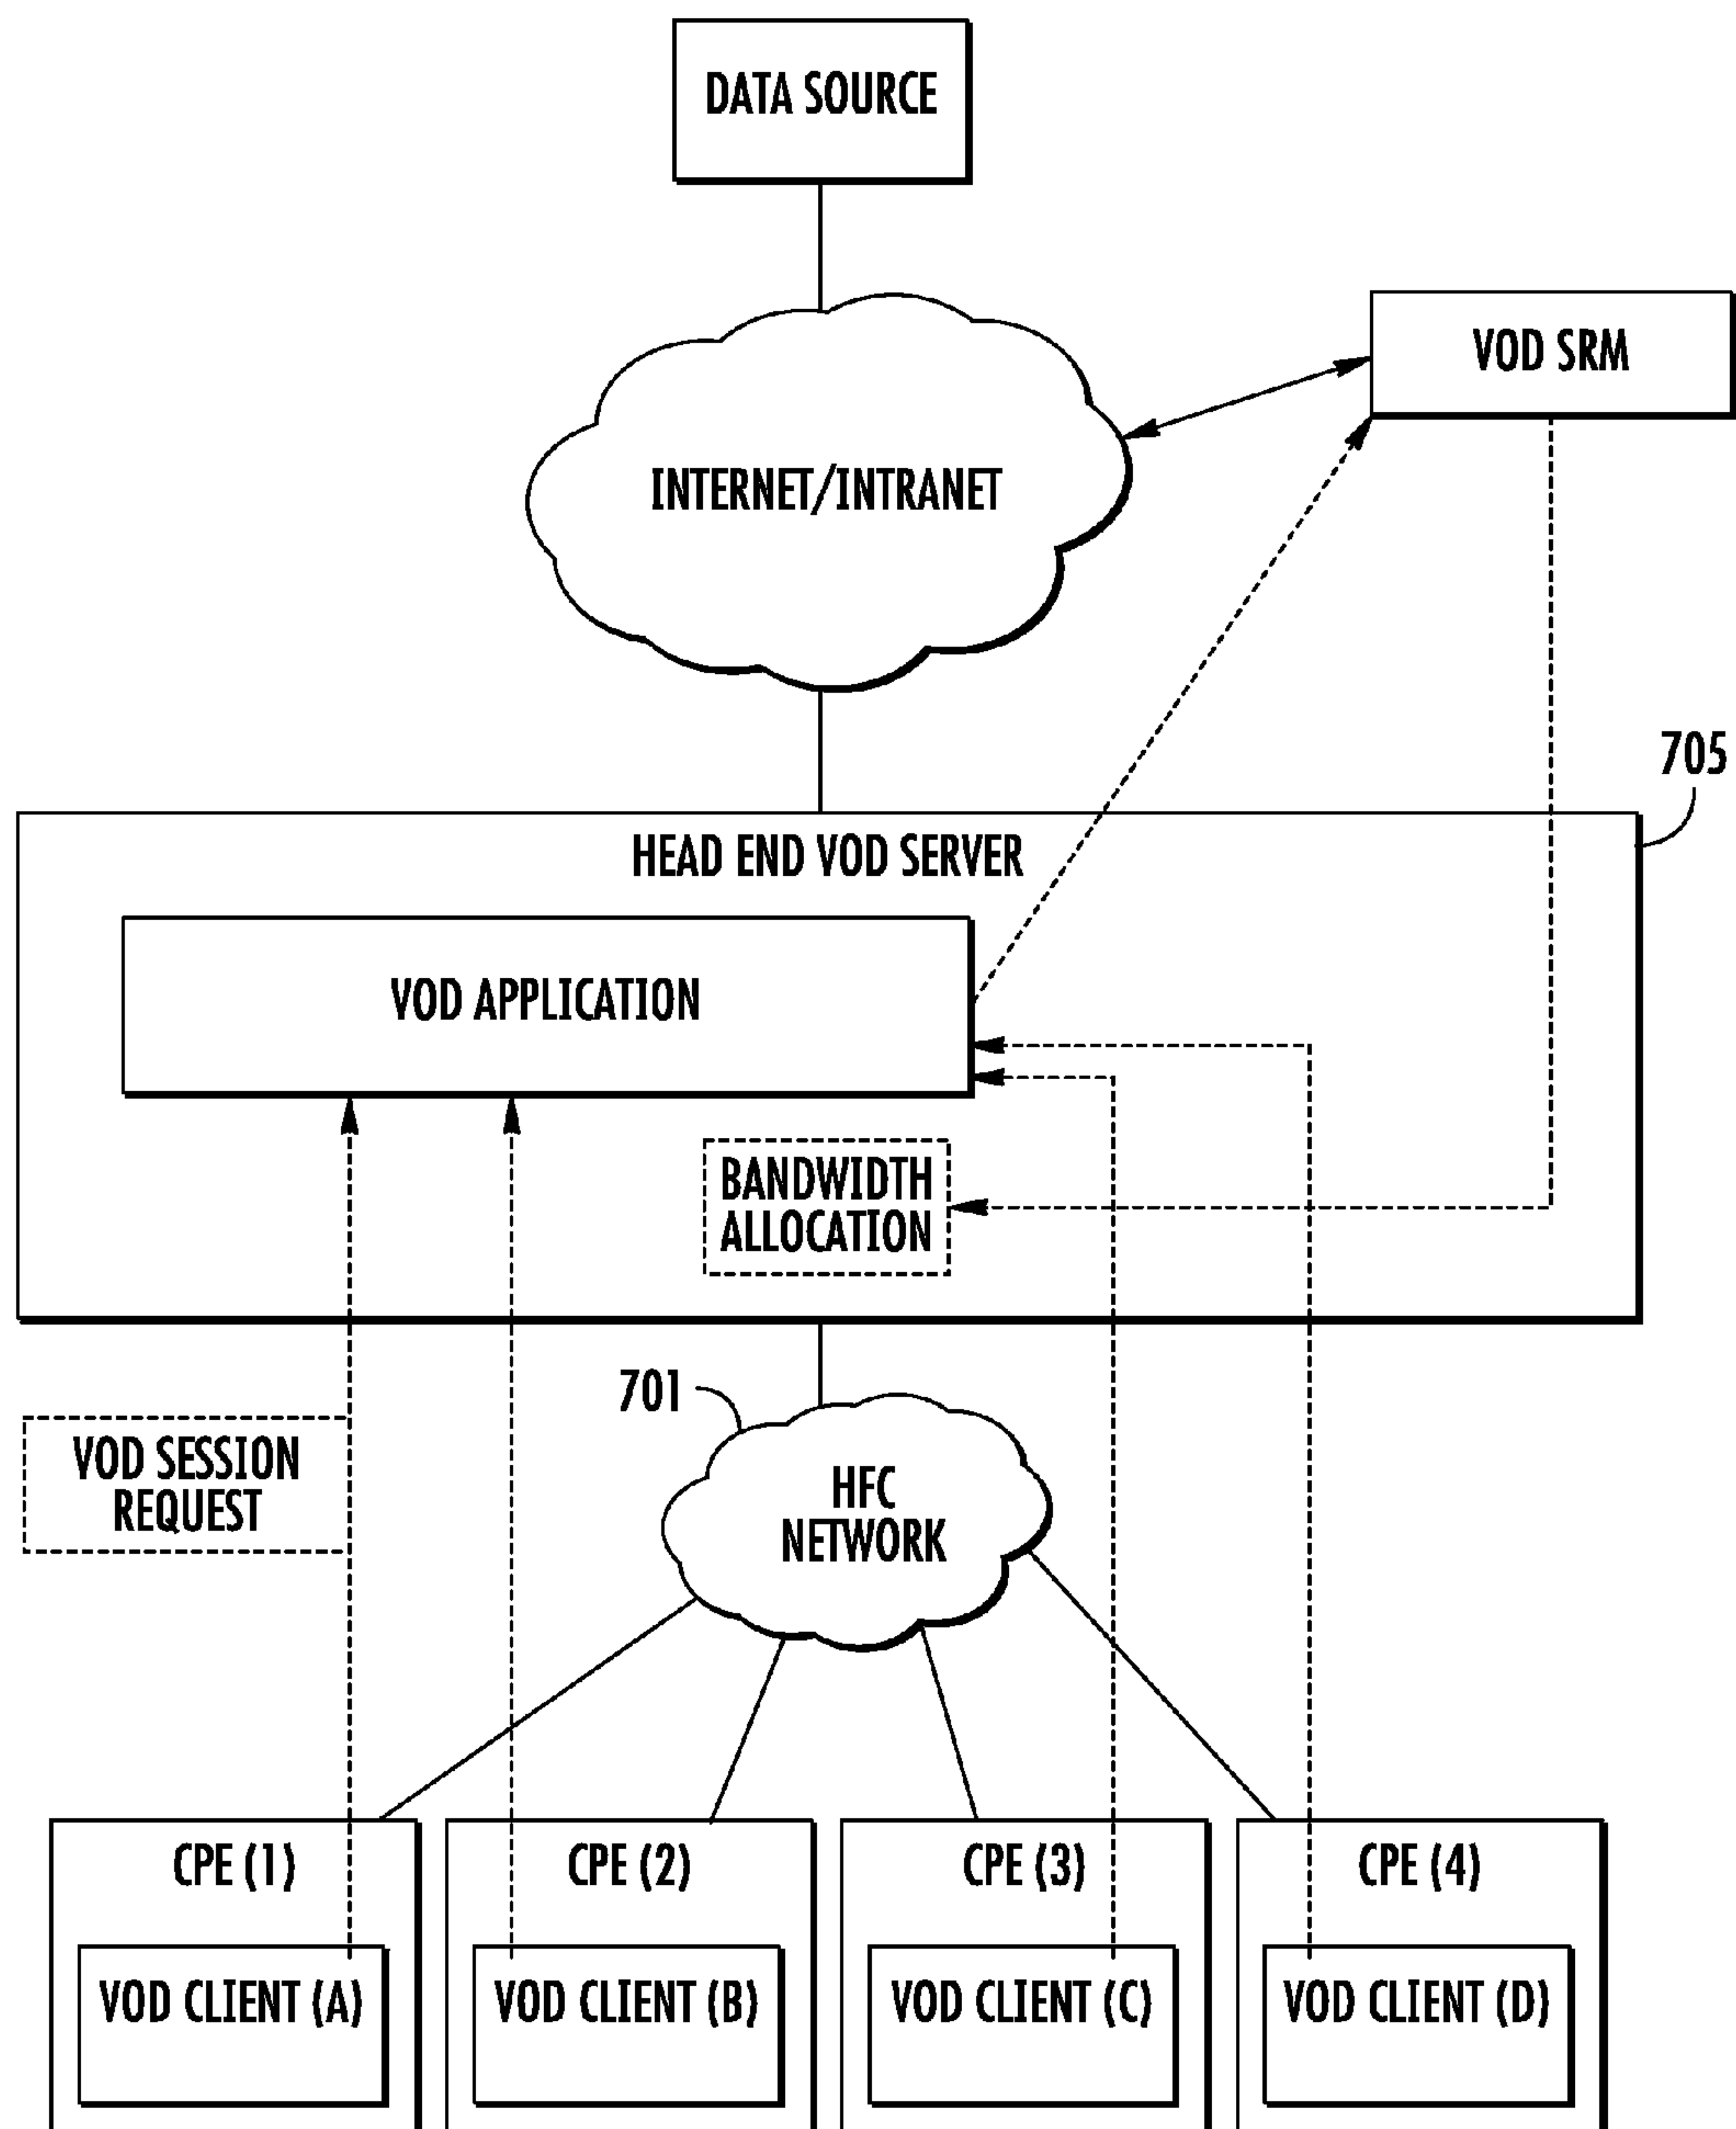 DATA SOURCE
VOD SRM
INTERNET/INTRANET
705
HEAD END VOD SERVER
VOD APPLICATION
BANDWIDTH
ALLOCATION
701
VOD SESSION
REQUEST
HFC
NETWORK
CPE (1)
CPE (2)
CPE (3)
CPE (4)
VOD CLIENT (A)
VOD CLIENT (B)
VOD CLIENT (C)
VOD CLIENT (D)